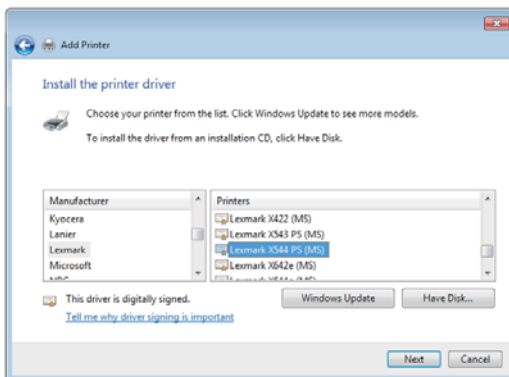 Add Printer
Install the printer driver
Choose your printer from the list. Click Windows Update to see more models.
To install the driver from an installation CD, click Have Disk.
Manufacturer
Kyocera
Lanier
Lexmark
Microsoft
Printers
Lexmark X422 (MS)
Lexmark X543 PS (MS)
Lexmark X544 PS (MS)
Lexmark X642e (MS)
This driver is digitally signed.
Tell me why driver signing is important
Windows Update
Have Disk...
Next
Cancel